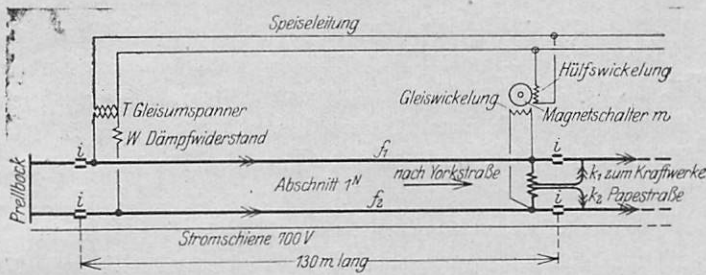 Speiseleitung
Hülfswickelung
Gleiswickelung
Magnetschalter m
T Gleisumspanner
W Dämpfwiderstand
i
i
f₁
nach Yorkstraße
k₁ zum Kraftwerke
Abschnitt 1ᴺ
k₂ Papestraße
Prellbock
i
i
f₂
Stromschiene 700 V
130 m lang